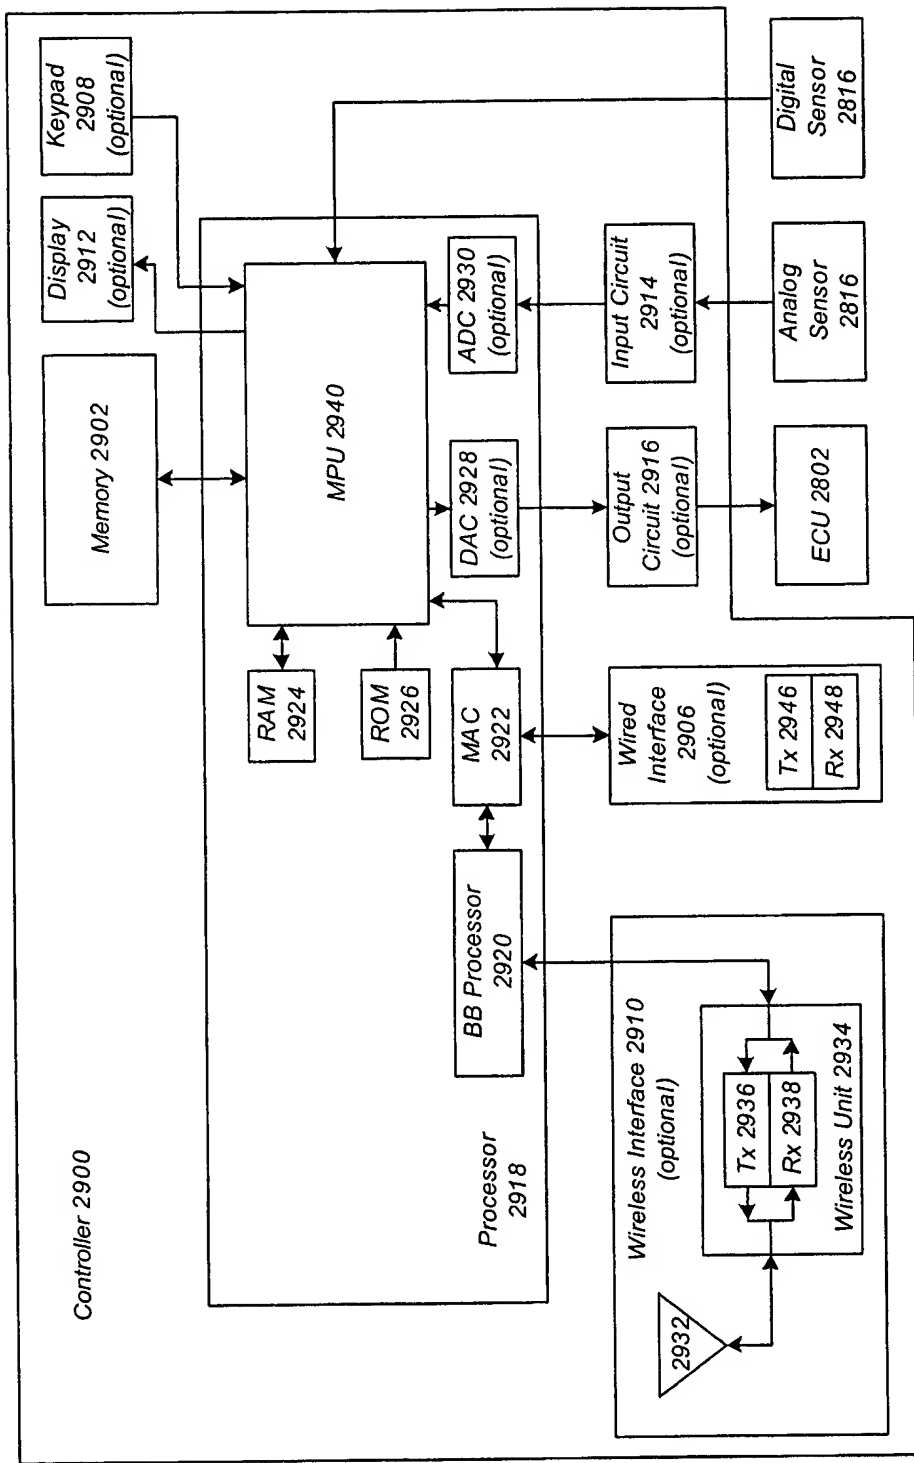 Controller 2900
Memory 2902
Display
2912
(optional)
Keypad
2908
(optional)
Processor
2918
RAM
2924
ROM
2926
MPU 2940
BB Processor
2920
MAC
2922
DAC 2928
(optional)
ADC 2930
(optional)
Wireless Interface 2910
(optional)
2932
Tx 2936
Rx 2938
Wireless Unit 2934
Wired
Interface
2906
(optional)
Tx 2946
Rx 2948
Output
Circuit 2916
(optional)
Input Circuit
2914
(optional)
ECU 2802
Analog
Sensor
2816
Digital
Sensor
2816